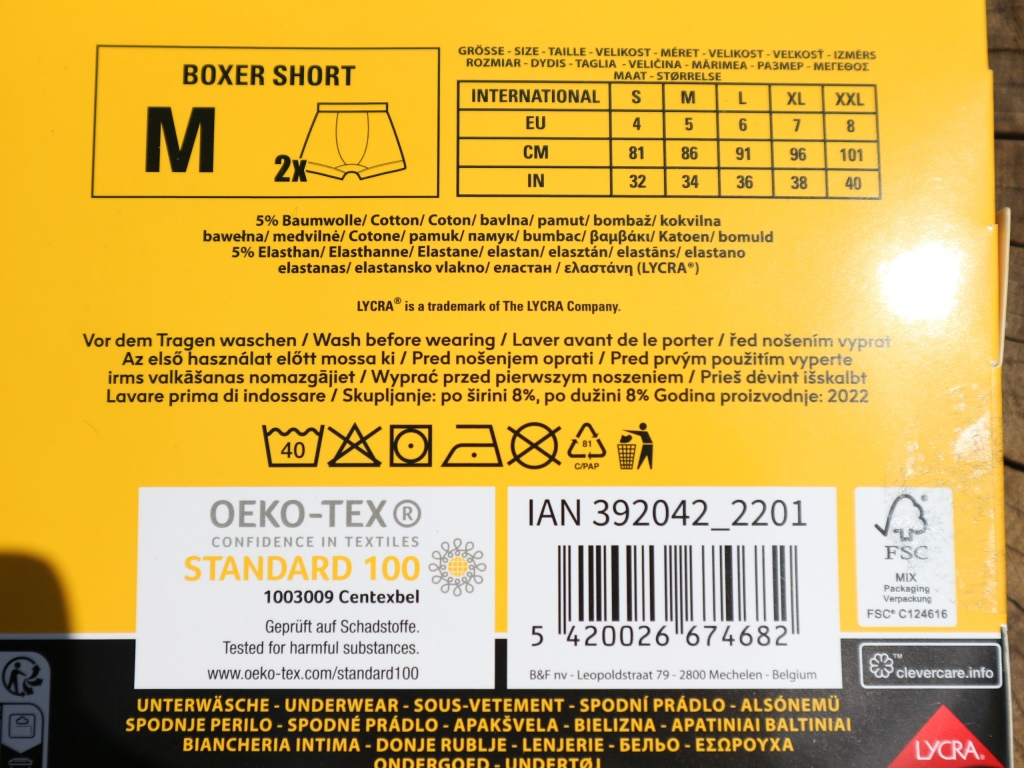 BOXER SHORT
M
2x
GRÖSSE - SIZE - TAILLE - VELIKOST - MÉRET - VELIKOST - VEĽKOSŤ - IZMĒRS
ROZMIAR - DYDIS - TAGLIA - VELIČINA - MĂRIMEA - РАЗМЕР - ΜΕΓΕΘΟΣ
MAAT - STØRRELSE
INTERNATIONAL S M L XL XXL
EU 4 5 6 7 8
CM 81 86 91 96 101
IN 32 34 36 38 40
5% Baumwolle/ Cotton/ Coton/ bavlna/ pamut/ bombaž/ kokvilna
bawełna/ medvilnė/ Cotone/ pamuk/ памук/ bumbac/ βαμβάκι/ Katoen/ bomuld
5% Elasthan/ Elasthanne/ Elastane/ elastan/ elasztán/ elastāns/ elastano
elastanas/ elastansko vlakno/ еластан / ελαστάνη (LYCRA®)
LYCRA® is a trademark of The LYCRA Company.
Vor dem Tragen waschen / Wash before wearing / Laver avant de le porter / řed nošením vyprat
Az első használat előtt mossa ki / Pred nošenjem oprati / Pred prvým použitím vyperte
irms valkāšanas nomazgājiet / Wyprać przed pierwszym noszeniem / Prieš dėvint išskalbt
Lavare prima di indossare / Skupljanje: po širini 8%, po dužini 8% Godina proizvodnje: 2022
40
81
C/PAP
OEKO-TEX®
CONFIDENCE IN TEXTILES
STANDARD 100
1003009 Centexbel
Geprüft auf Schadstoffe.
Tested for harmful substances.
www.oeko-tex.com/standard100
IAN 392042_2201
5 420026 674682
B&F nv - Leopoldstraat 79 - 2800 Mechelen - Belgium
FSC
MIX
Packaging
Verpackung
FSC® C124616
clevercare.info
UNTERWÄSCHE - UNDERWEAR - SOUS-VETEMENT - SPODNÍ PRÁDLO - ALSÓNEMŰ
SPODNJE PERILO - SPODNÉ PRÁDLO - APAKŠVELA - BIELIZNA - APATINIAI BALTINIAI
BIANCHERIA INTIMA - DONJE RUBLJE - LENJERIE - БЕЛЬО - ΕΣΩΡΟΥΧΑ
ONDERGOED - UNDERTØJ
LYCRA®